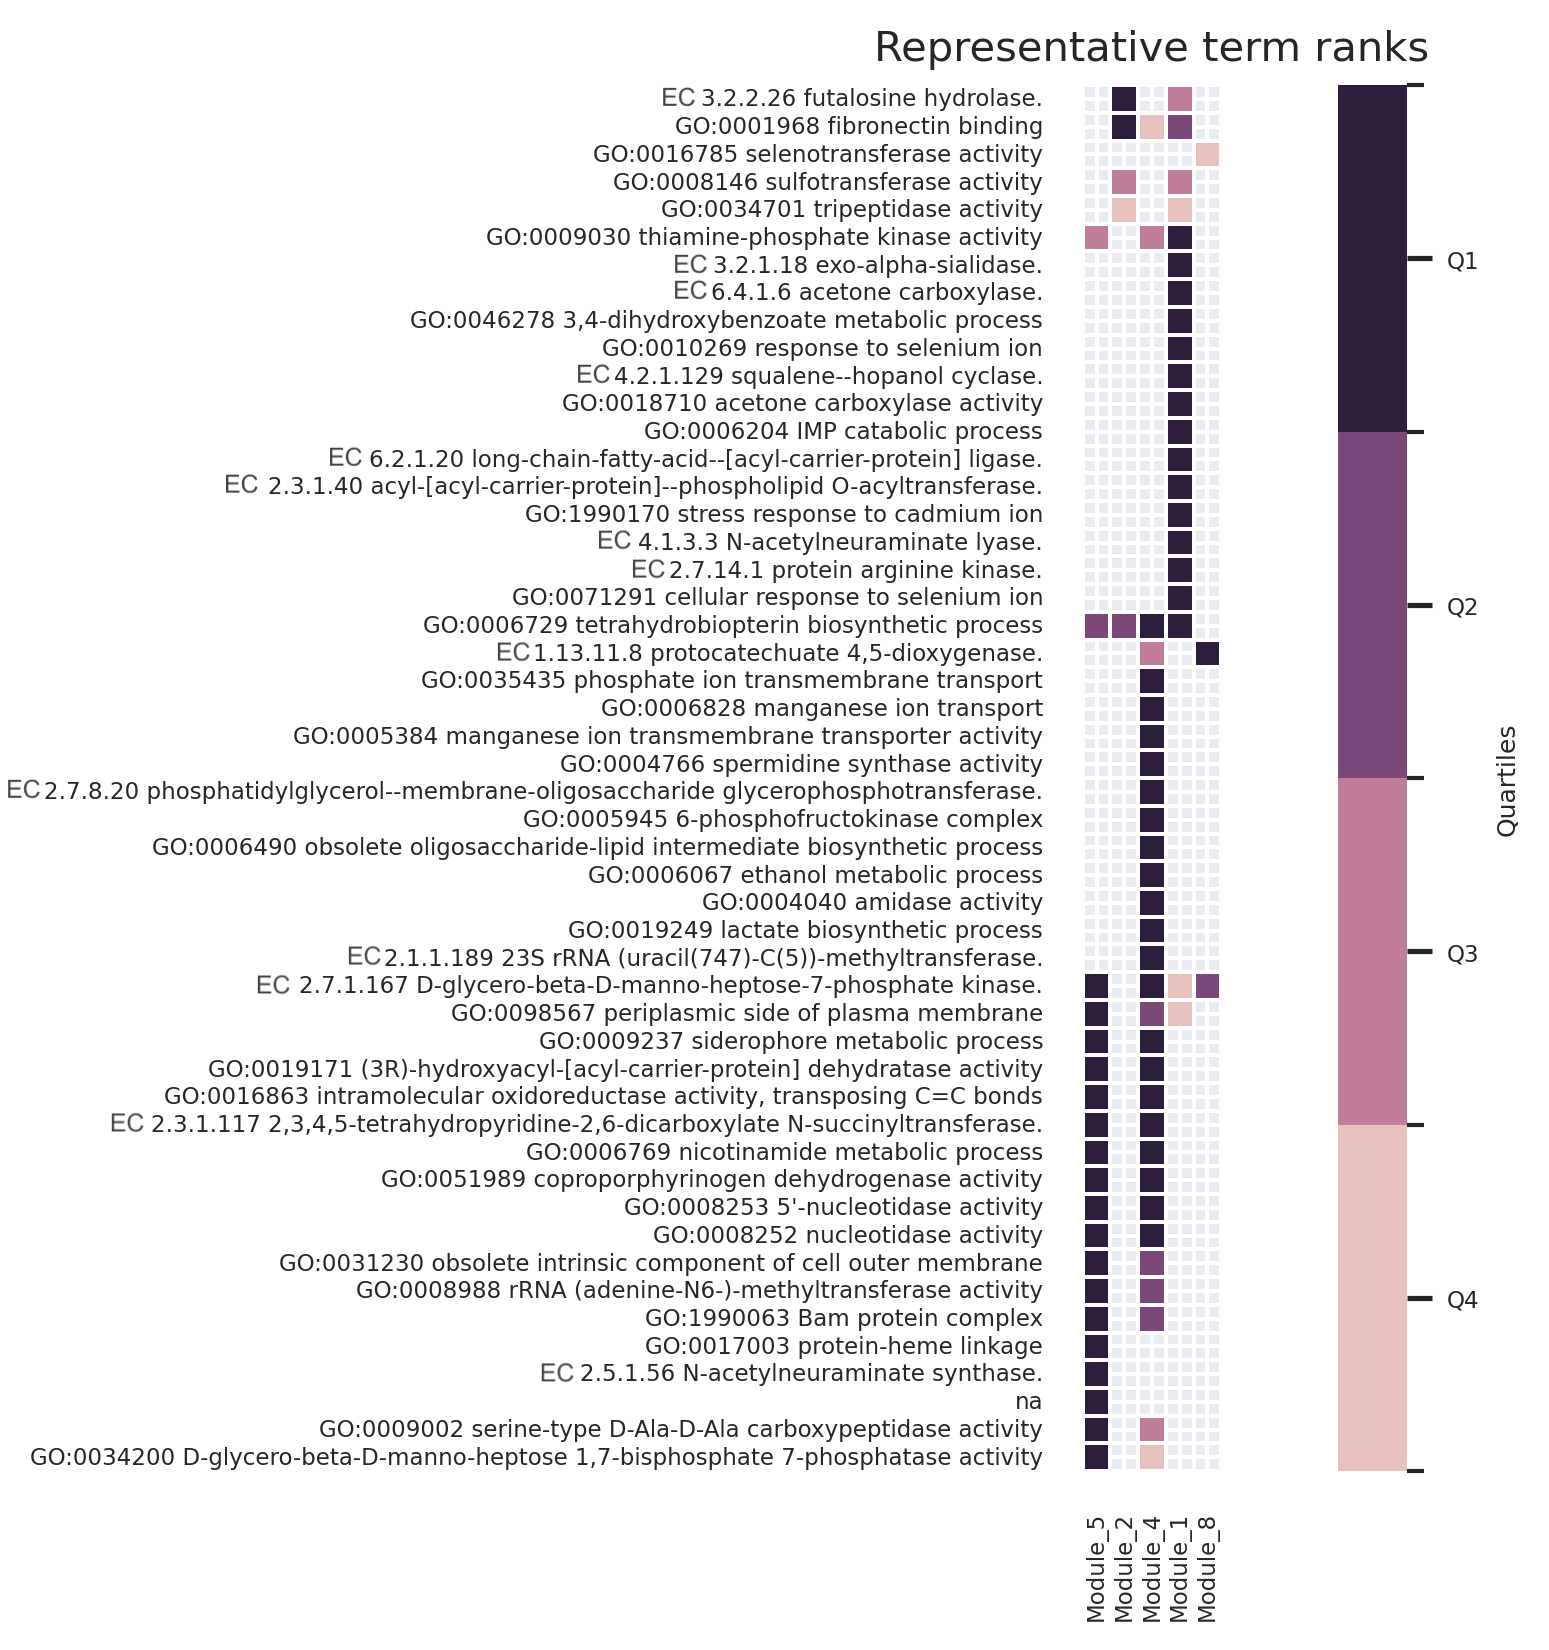 Representative term ranks
EC 3.2.2.26 futalosine hydrolase.
GO:0001968 fibronectin binding
GO:0016785 selenotransferase activity
GO:0008146 sulfotransferase activity
GO:0034701 tripeptidase activity
GO:0009030 thiamine-phosphate kinase activity
EC 3.2.1.18 exo-alpha-sialidase.
EC 6.4.1.6 acetone carboxylase.
GO:0046278 3,4-dihydroxybenzoate metabolic process
GO:0010269 response to selenium ion
EC 4.2.1.129 squalene--hopanol cyclase.
GO:0018710 acetone carboxylase activity
GO:0006204 IMP catabolic process
EC 6.2.1.20 long-chain-fatty-acid--[acyl-carrier-protein] ligase.
EC 2.3.1.40 acyl-[acyl-carrier-protein]--phospholipid O-acyltransferase.
GO:1990170 stress response to cadmium ion
EC 4.1.3.3 N-acetylneuraminate lyase.
EC 2.7.14.1 protein arginine kinase.
GO:0071291 cellular response to selenium ion
GO:0006729 tetrahydrobiopterin biosynthetic process
EC 1.13.11.8 protocatechuate 4,5-dioxygenase.
GO:0035435 phosphate ion transmembrane transport
GO:0006828 manganese ion transport
GO:0005384 manganese ion transmembrane transporter activity
GO:0004766 spermidine synthase activity
EC 2.7.8.20 phosphatidylglycerol--membrane-oligosaccharide glycerophosphotransferase.
GO:0005945 6-phosphofructokinase complex
GO:0006490 obsolete oligosaccharide-lipid intermediate biosynthetic process
GO:0006067 ethanol metabolic process
GO:0004040 amidase activity
GO:0019249 lactate biosynthetic process
EC 2.1.1.189 23S rRNA (uracil(747)-C(5))-methyltransferase.
EC 2.7.1.167 D-glycero-beta-D-manno-heptose-7-phosphate kinase.
GO:0098567 periplasmic side of plasma membrane
GO:0009237 siderophore metabolic process
GO:0019171 (3R)-hydroxyacyl-[acyl-carrier-protein] dehydratase activity
GO:0016863 intramolecular oxidoreductase activity, transposing C=C bonds
EC 2.3.1.117 2,3,4,5-tetrahydropyridine-2,6-dicarboxylate N-succinyltransferase.
GO:0006769 nicotinamide metabolic process
GO:0051989 coproporphyrinogen dehydrogenase activity
GO:0008253 5'-nucleotidase activity
GO:0008252 nucleotidase activity
GO:0031230 obsolete intrinsic component of cell outer membrane
GO:0008988 rRNA (adenine-N6-)-methyltransferase activity
GO:1990063 Bam protein complex
GO:0017003 protein-heme linkage
EC 2.5.1.56 N-acetylneuraminate synthase.
na
GO:0009002 serine-type D-Ala-D-Ala carboxypeptidase activity
GO:0034200 D-glycero-beta-D-manno-heptose 1,7-bisphosphate 7-phosphatase activity
Module_5
Module_2
Module_4
Module_1
Module_8
Q1
Q2
Q3
Q4
Quartiles